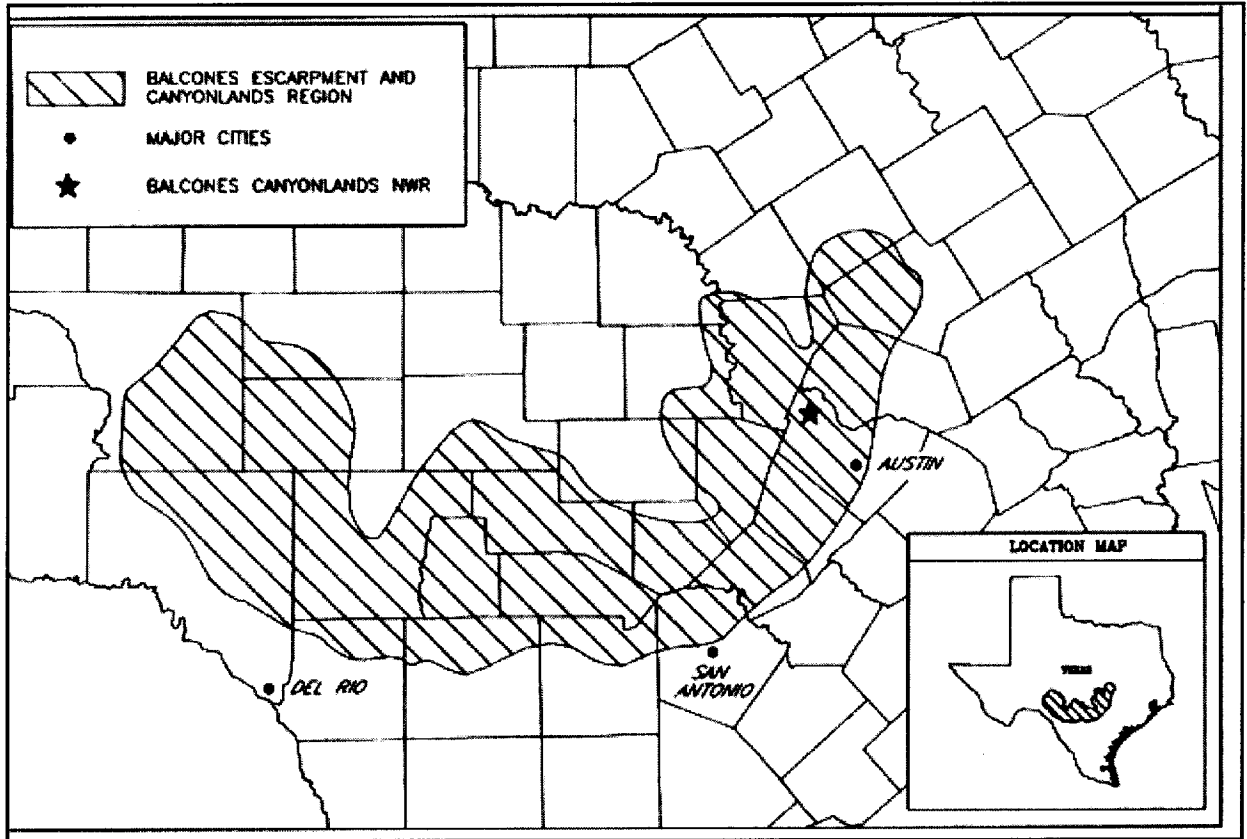 BALCONES ESCARPMENT AND
CANYONLANDS REGION
MAJOR CITIES
BALCONES CANYONLANDS NWR
AUSTIN
SAN
ANTONIO
DEL RIO
LOCATION MAP
TEXAS